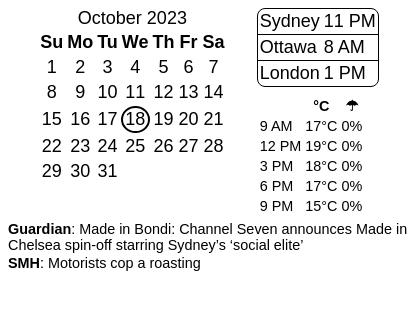 October 2023
Su Mo Tu We Th Fr Sa
1 2 3 4 5 6 7
8 9 10 11 12 13 14
15 16 17 18 19 20 21
22 23 24 25 26 27 28
29 30 31
Sydney 11 PM
Ottawa 8 AM
London 1 PM
°C ☂
9 AM 17°C 0%
12 PM 19°C 0%
3 PM 18°C 0%
6 PM 17°C 0%
9 PM 15°C 0%
Guardian: Made in Bondi: Channel Seven announces Made in
Chelsea spin-off starring Sydney’s ‘social elite’
SMH: Motorists cop a roasting